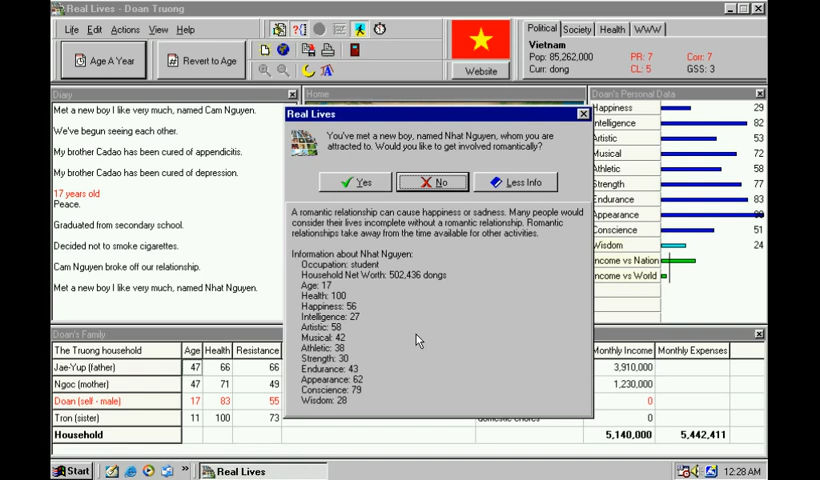 Real Lives - Doan Truong
Life Edit Actions View Help
Age A Year
Revert to Age
Website
Political Society Health WWW
Vietnam
Pop: 85,262,000 PR: 7 Corr: 7
Curr: dong CL: 5 GSS: 3
Diary
Met a new boy I like very much, named Cam Nguyen.
We've begun seeing each other.
My brother Cadao has been cured of appendicitis.
My brother Cadao has been cured of depression.
17 years old
Peace.
Graduated from secondary school.
Decided not to smoke cigarettes.
Cam Nguyen broke off our relationship.
Met a new boy I like very much, named Nhat Nguyen.
Home
Real Lives
You've met a new boy, named Nhat Nguyen, whom you are
attracted to. Would you like to get involved romantically?
Yes No Less Info
A romantic relationship can cause happiness or sadness. Many people would
consider their lives incomplete without a romantic relationship. Romantic
relationships take away from the time available for other activities.
Information about Nhat Nguyen:
Occupation: student
Household Net Worth: 502,436 dongs
Age: 17
Health: 100
Happiness: 56
Intelligence: 27
Artistic: 58
Musical: 42
Athletic: 38
Strength: 30
Endurance: 43
Appearance: 62
Conscience: 79
Wisdom: 28
Doan's Personal Data
Happiness 29
Intelligence 82
Artistic 53
Musical 72
Athletic 58
Strength 77
Endurance 83
Appearance
Conscience 51
Wisdom 24
Income vs Nation
Income vs World
Doan's Family
The Truong household Age Health Resistance Monthly Income Monthly Expenses
Jae-Yup (father) 47 66 66 3,910,000
Ngoc (mother) 47 71 49 1,230,000
Doan (self - male) 17 83 55 0
Tron (sister) 11 100 73 domestic chores 0
Household 5,140,000 5,442,411
Start
Real Lives
12:28 AM